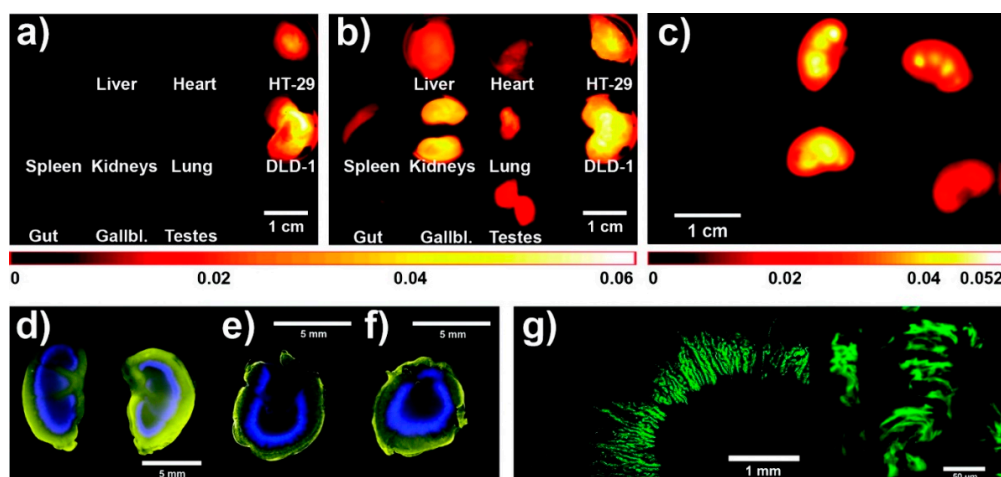 a)
Liver Heart HT-29
Spleen Kidneys Lung DLD-1
1 cm
Gut Gallbl. Testes
b)
Liver Heart HT-29
Spleen Kidneys Lung DLD-1
1 cm
Gut Gallbl. Testes
c)
1 cm
0 0.02 0.04 0.06
0 0.02 0.04 0.052
d)
5 mm
e)
5 mm
f)
5 mm
g)
1 mm
50 µm